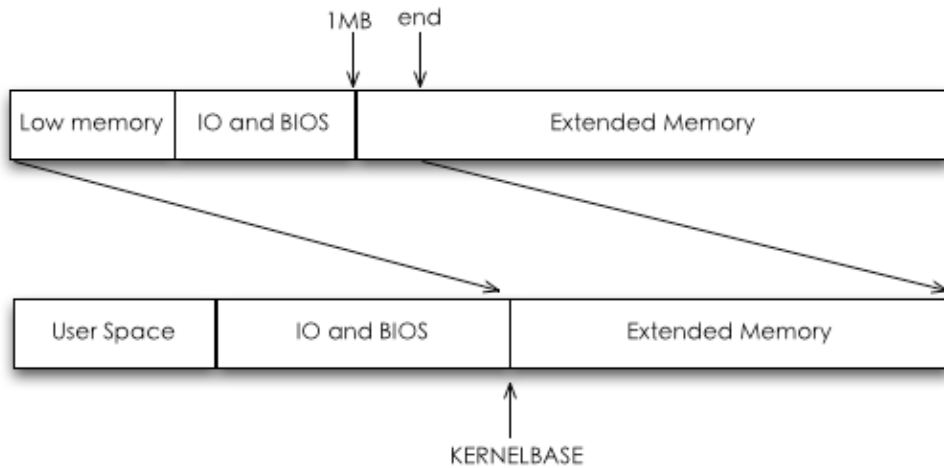 1MB end
Low memory IO and BIOS Extended Memory
User Space IO and BIOS Extended Memory
KERNELBASE